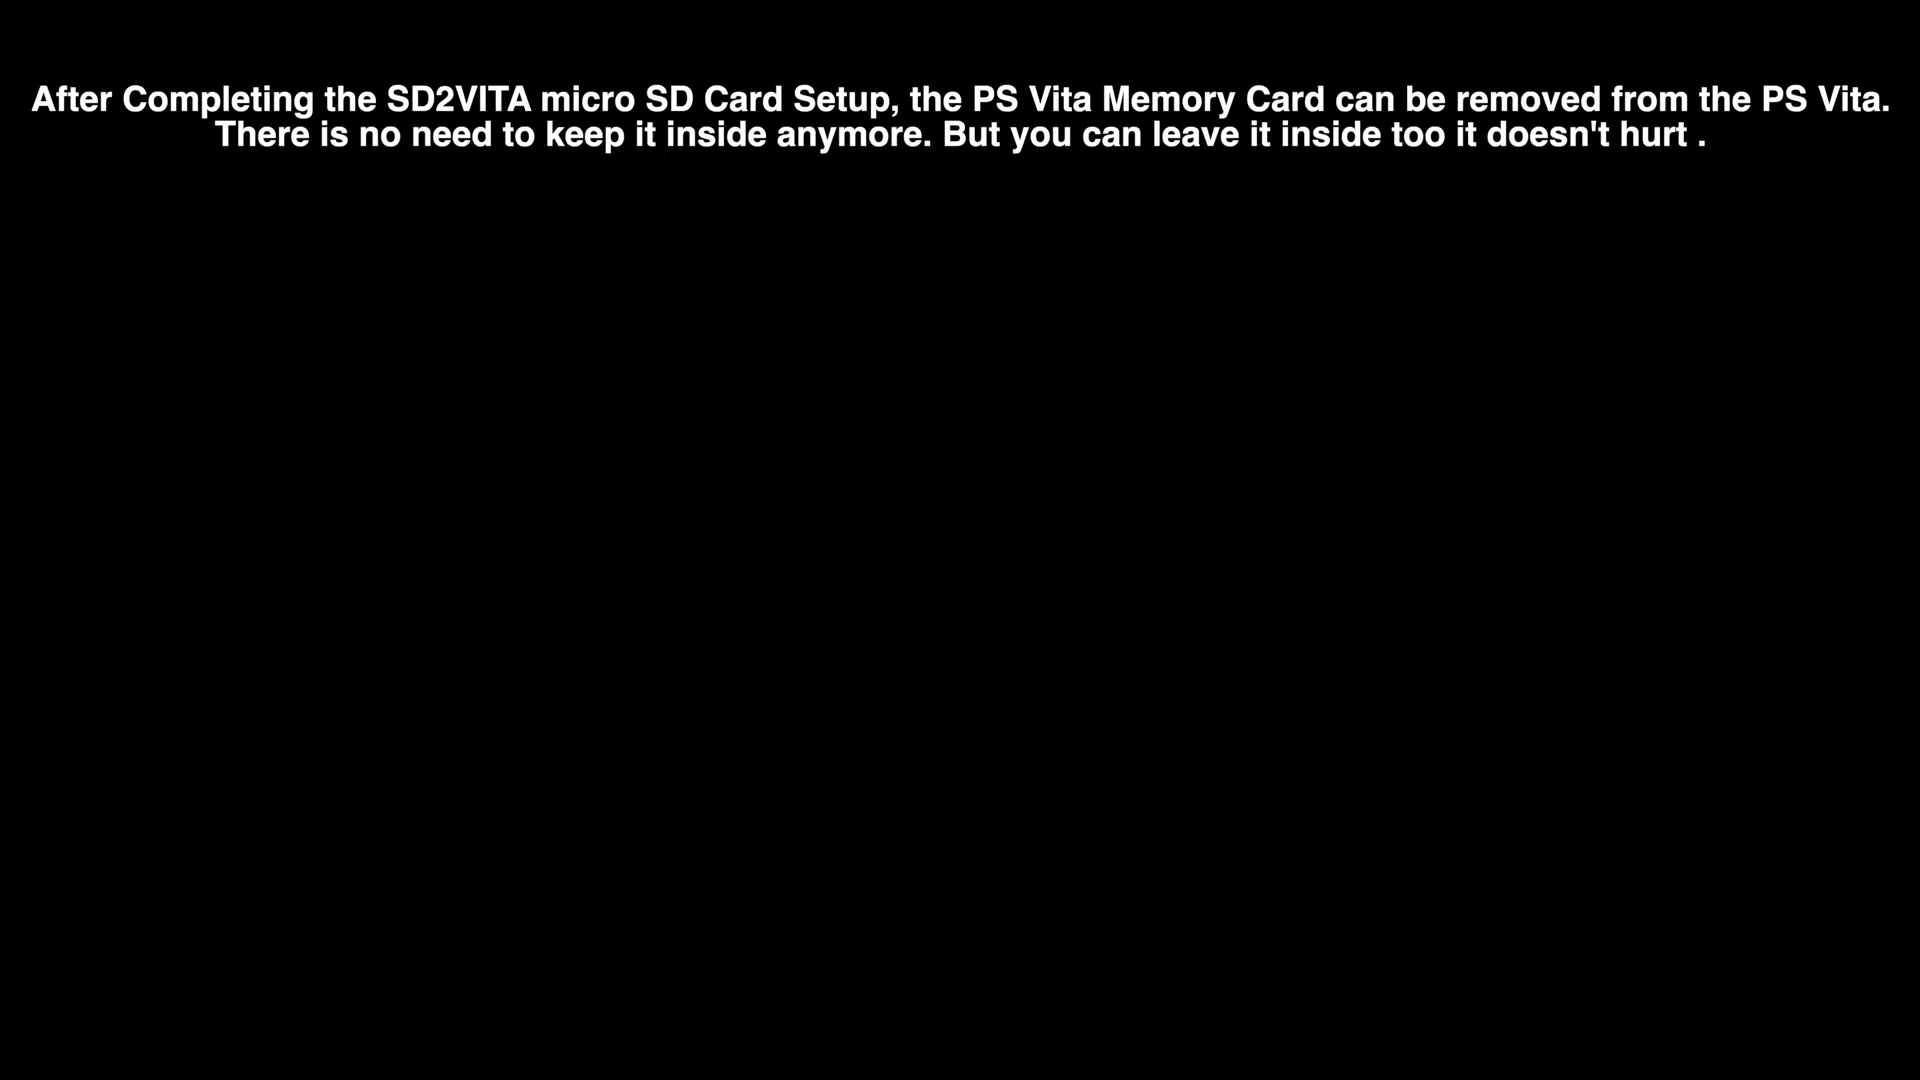 After Completing the SD2VITA micro SD Card Setup, the PS Vita Memory Card can be removed from the PS Vita.
There is no need to keep it inside anymore. But you can leave it inside too it doesn't hurt .